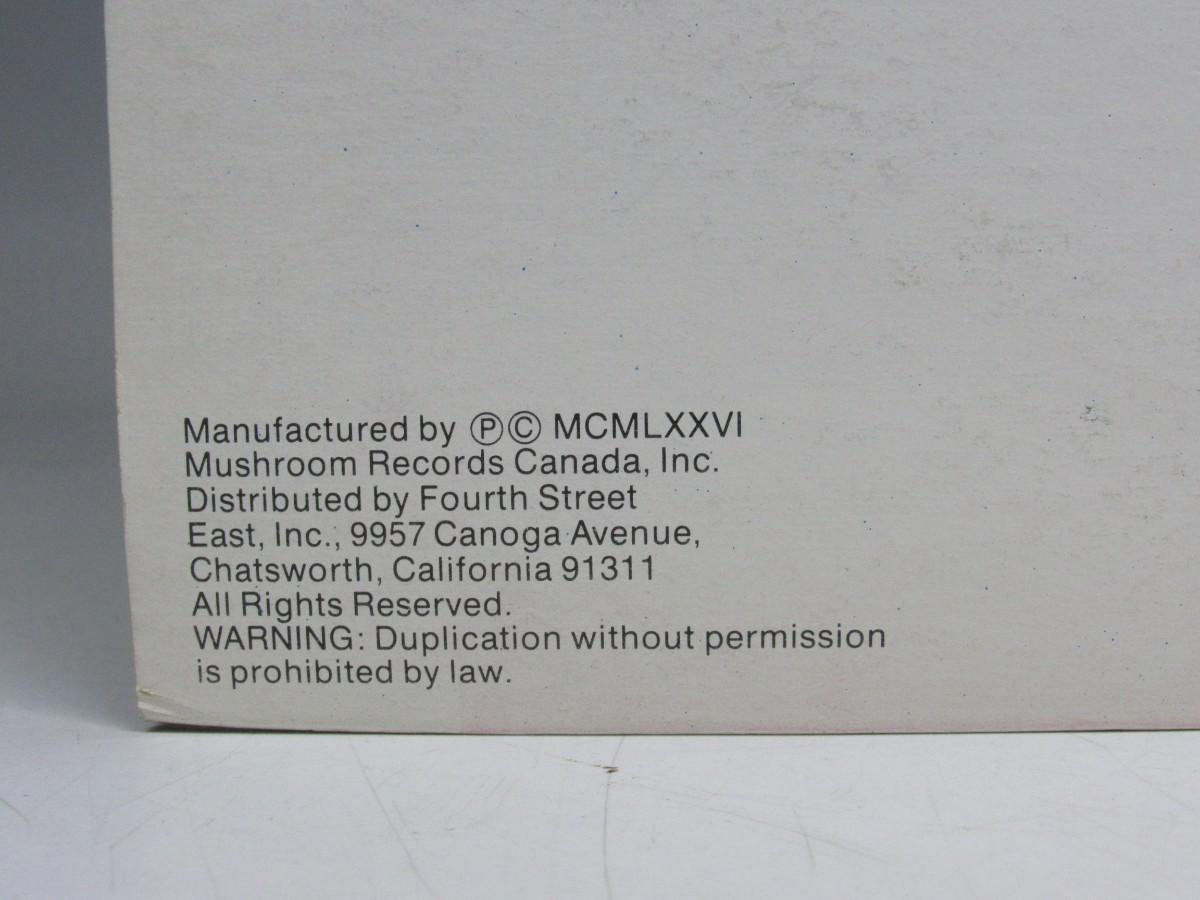 Manufactured by ℗© MCMLXXVI
Mushroom Records Canada, Inc.
Distributed by Fourth Street
East, Inc., 9957 Canoga Avenue,
Chatsworth, California 91311
All Rights Reserved.
WARNING: Duplication without permission
is prohibited by law.